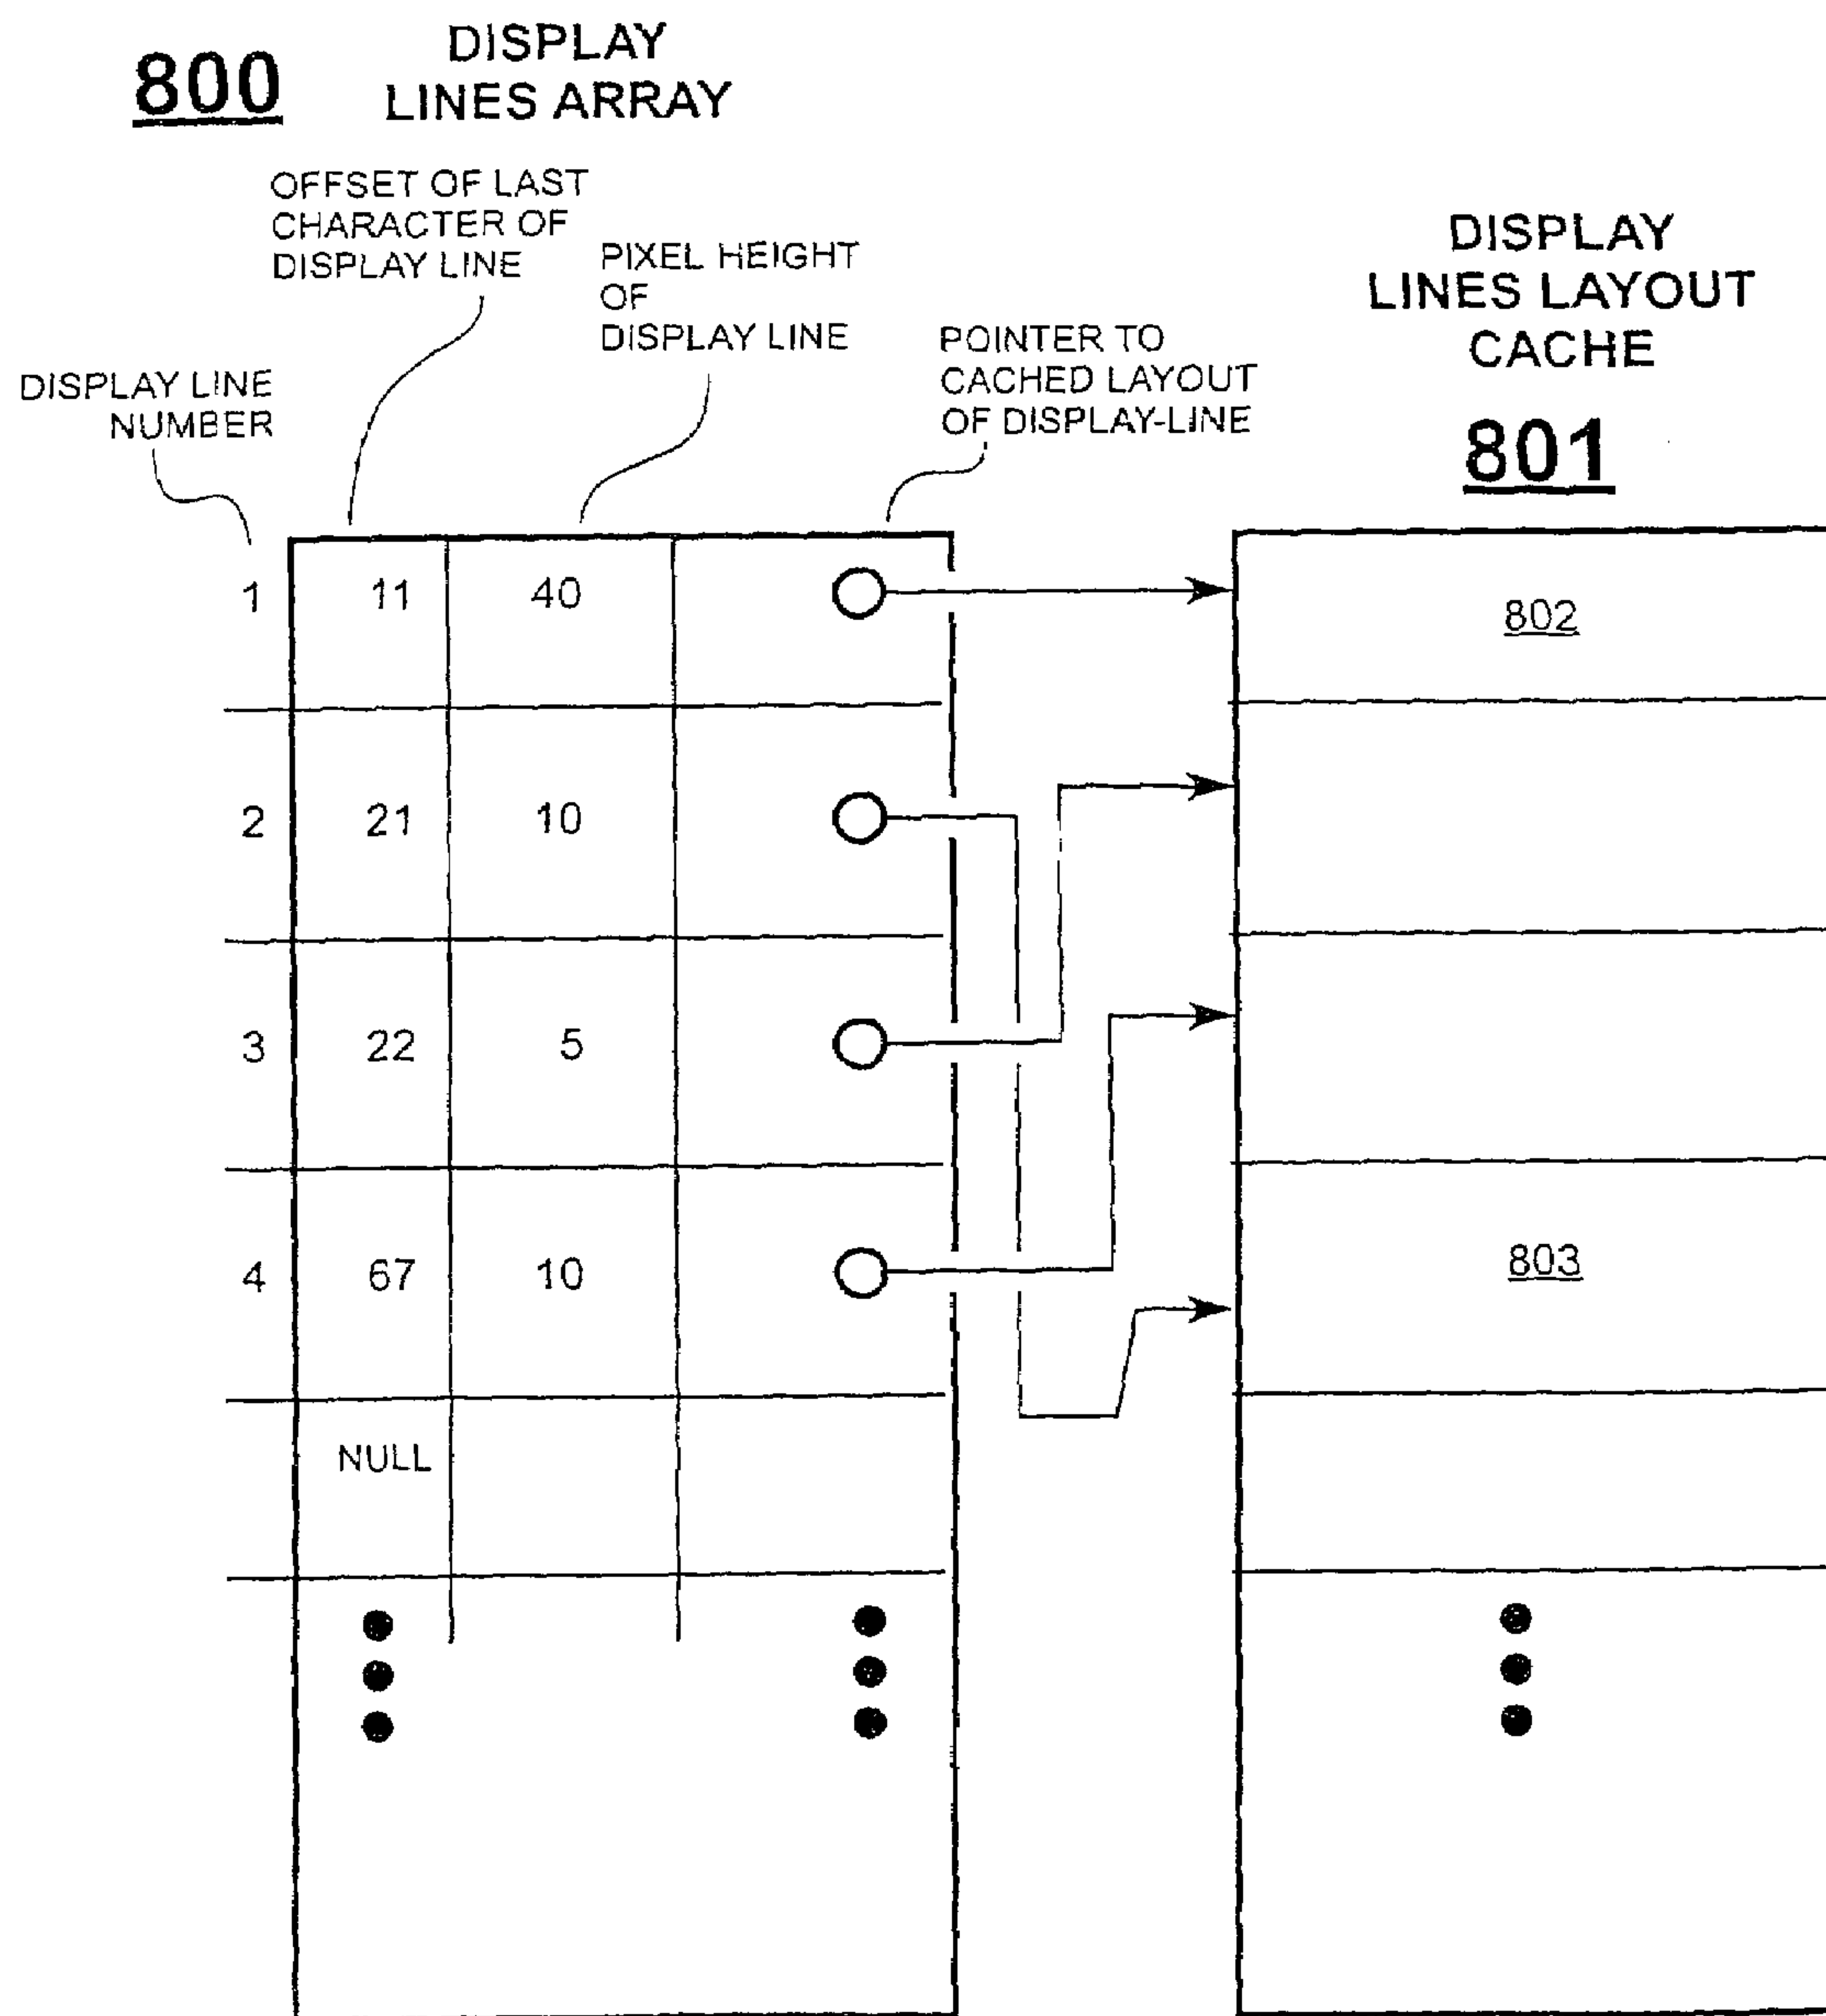 800
DISPLAY
LINES ARRAY
OFFSET OF LAST
CHARACTER OF
DISPLAY LINE
PIXEL HEIGHT
OF
DISPLAY LINE
POINTER TO
CACHED LAYOUT
OF DISPLAY-LINE
DISPLAY LINE
NUMBER
DISPLAY
LINES LAYOUT
CACHE
801
1 11 40
802
2 21 10
3 22 5
4 67 10
803
NULL